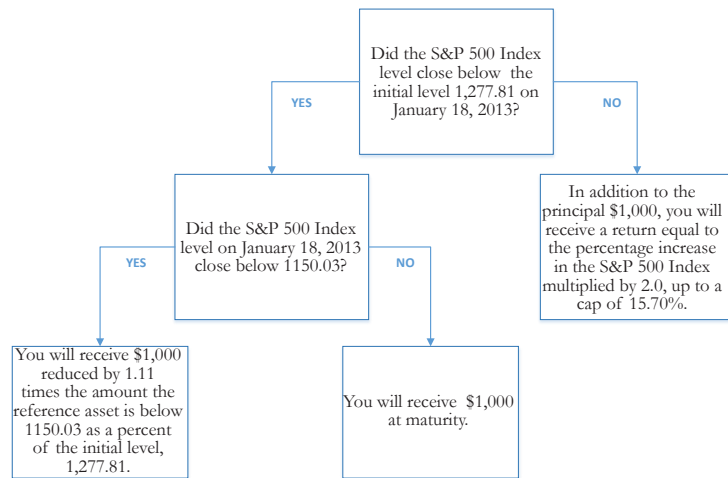 Did the S&P 500 Index
level close below the
initial level 1,277.81 on
January 18, 2013?
YES
NO
Did the S&P 500 Index
level on January 18, 2013
close below 1150.03?
In addition to the
principal $1,000, you will
receive a return equal to
the percentage increase
in the S&P 500 Index
multiplied by 2.0, up to a
cap of 15.70%.
YES
NO
You will receive $1,000
reduced by 1.11
times the amount the
reference asset is below
1150.03 as a percent
of the initial level,
1,277.81.
You will receive $1,000
at maturity.